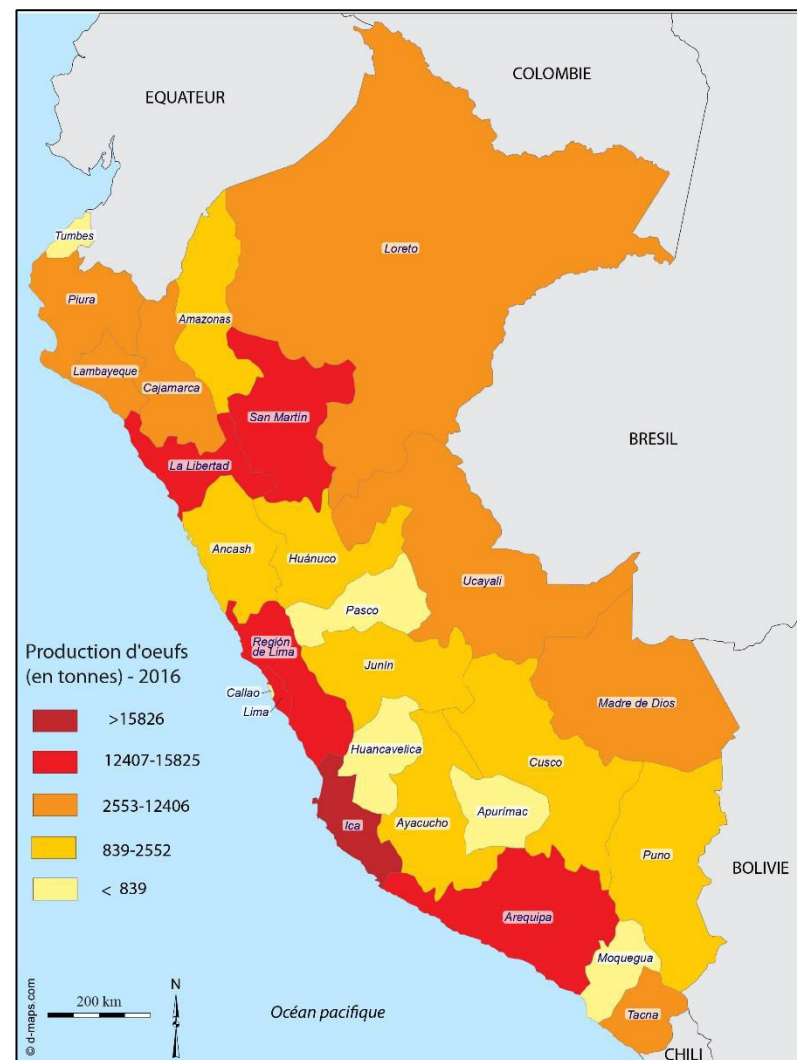 COLOMBIE
EQUATEUR
Tumbes
Loreto
Piura
Amazonas
Lambayeque
Cajamarca
San Martín
BRESIL
La Libertad
Ancash
Huánuco
Ucayali
Pasco
Région
de Lima
Production d'oeufs
(en tonnes) - 2016
Junín
Callao
Lima
Madre de Dios
>15826
12407-15825
2553-12406
839-2552
< 839
Huancavelica
Cusco
Ica
Ayacucho
Apurímac
Puno
BOLIVIE
Arequipa
Moquegua
200 km
N
Océan pacifique
Tacna
CHILI
© d-maps.com